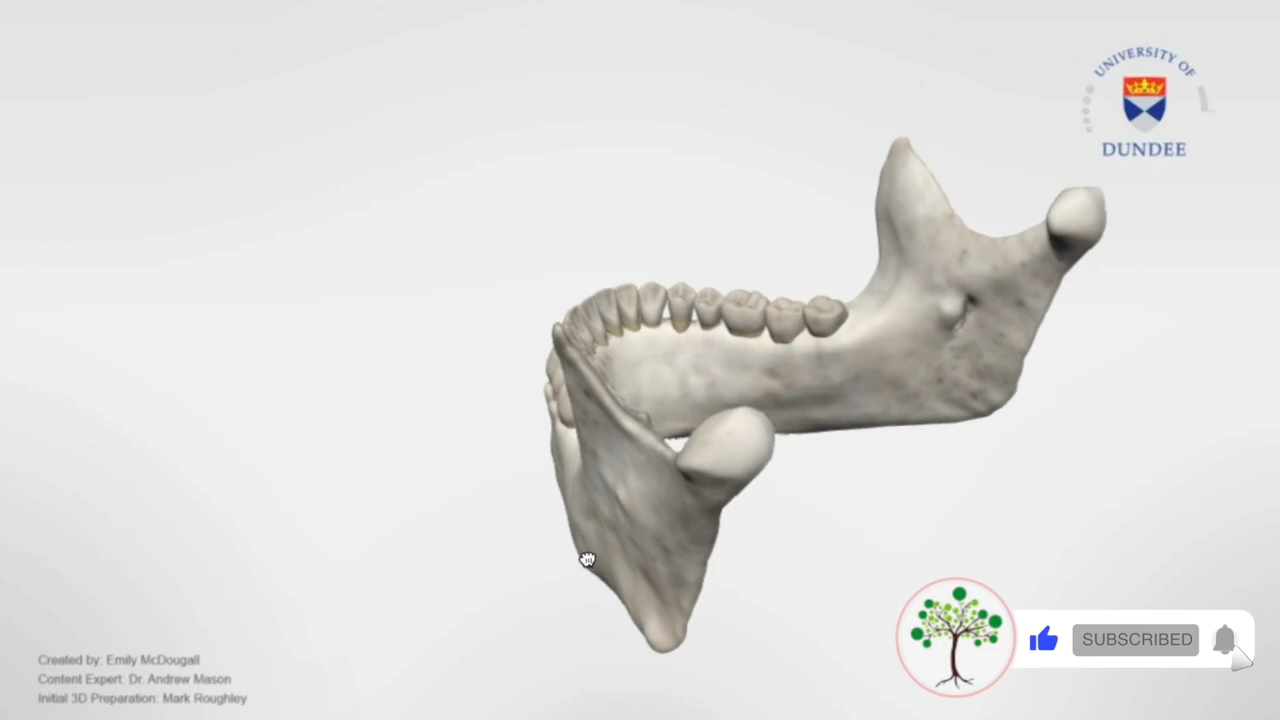 UNIVERSITY OF
DUNDEE
SUBSCRIBED
Created by: Emily McDougall
Content Expert: Dr. Andrew Mason
Initial 3D Preparation: Mark Roughley